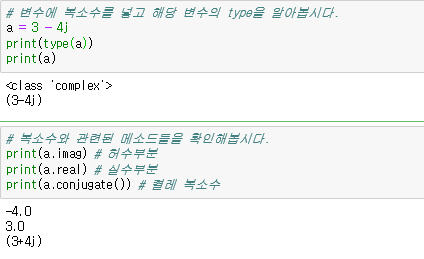 # 변수에 복소수를 넣고 해당 변수의 type을 알아봅시다.
a = 3 - 4j
print(type(a))
print(a)
<class 'complex'>
(3-4j)
# 복소수와 관련된 메소드들을 확인해봅시다.
print(a.imag) # 허수부분
print(a.real) # 실수부분
print(a.conjugate()) # 켤레 복소수
-4.0
3.0
(3+4j)